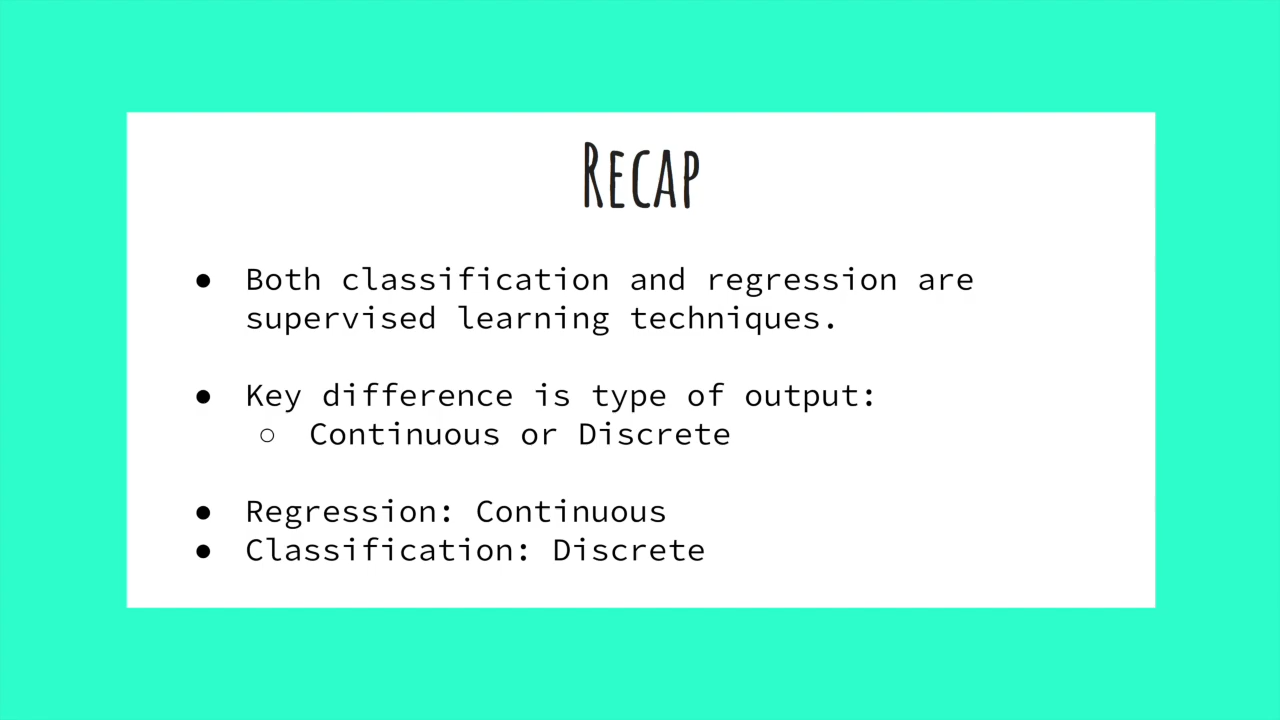 Recap
● Both classification and regression are
supervised learning techniques.
● Key difference is type of output:
○ Continuous or Discrete
● Regression: Continuous
● Classification: Discrete